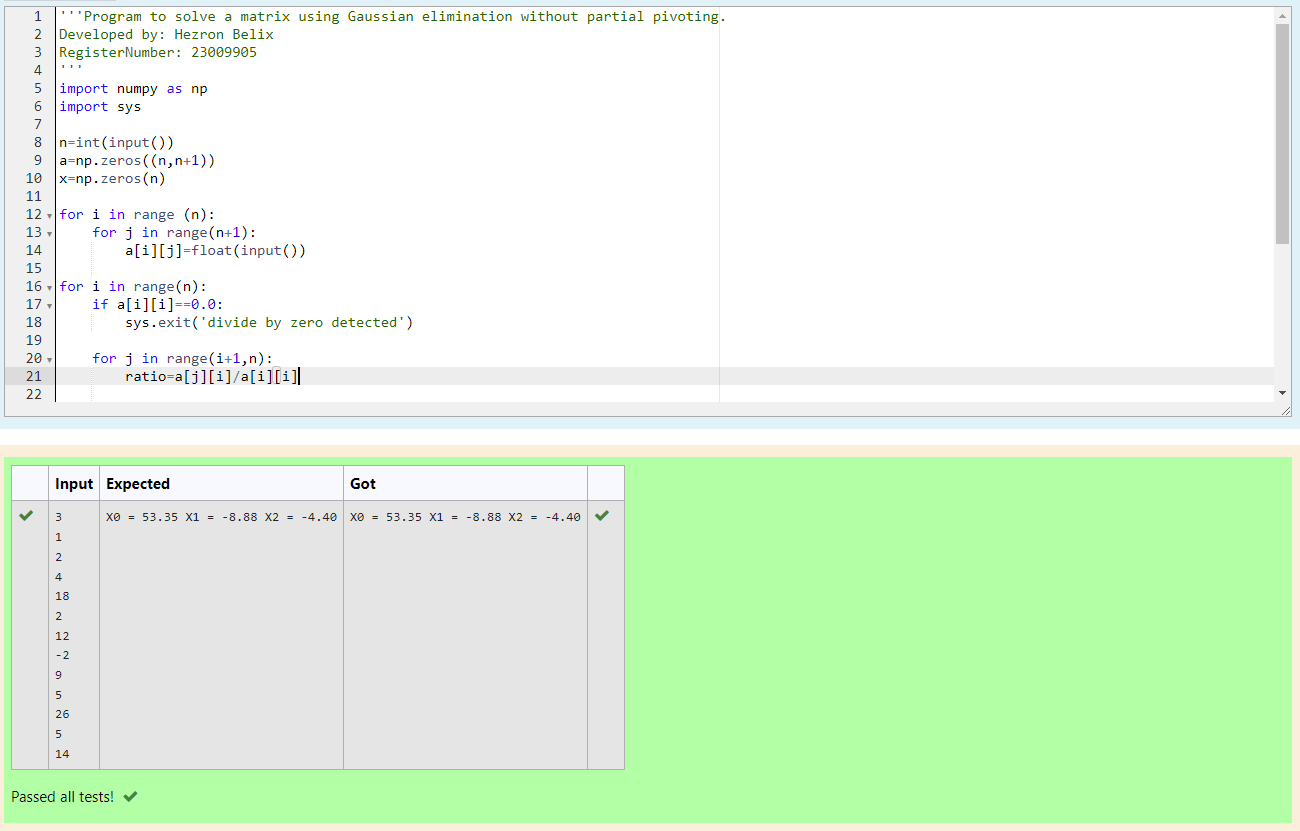 1 '''Program to solve a matrix using Gaussian elimination without partial pivoting.
2 Developed by: Hezron Belix
3 RegisterNumber: 23009905
4 '''
5 import numpy as np
6 import sys
7
8 n=int(input())
9 a=np.zeros((n,n+1))
10 x=np.zeros(n)
11
12 for i in range (n):
13     for j in range(n+1):
14         a[i][j]=float(input())
15
16 for i in range(n):
17     if a[i][i]==0.0:
18         sys.exit('divide by zero detected')
19
20     for j in range(i+1,n):
21         ratio=a[j][i]/a[i][i]
22
Input Expected Got
3 X0 = 53.35 X1 = -8.88 X2 = -4.40 X0 = 53.35 X1 = -8.88 X2 = -4.40
1
2
4
18
2
12
-2
9
5
26
5
14
Passed all tests!